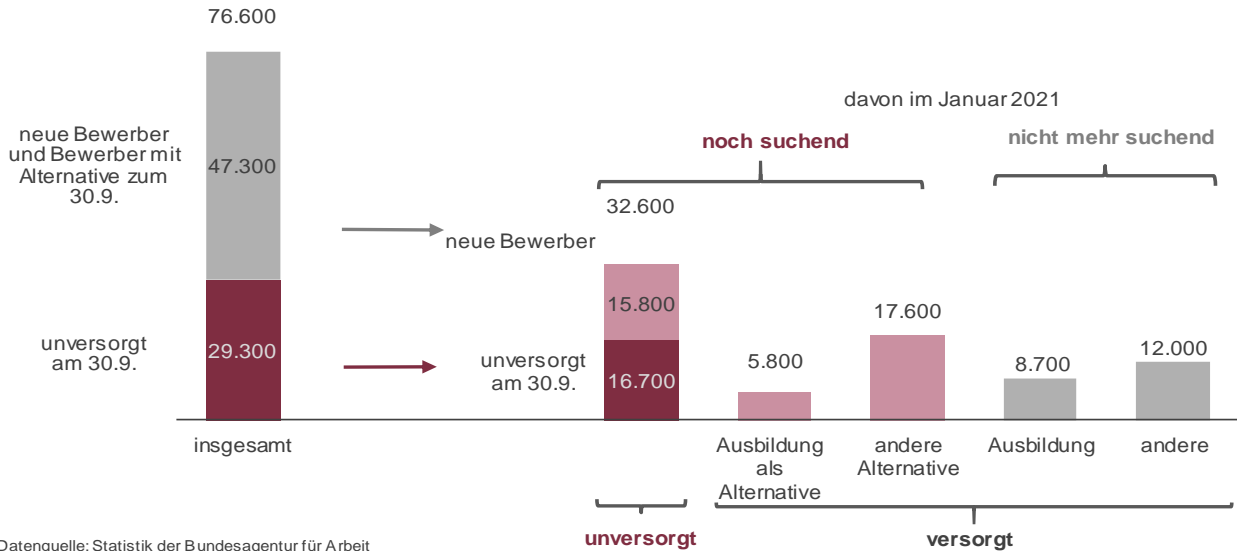 76.600
neue Bewerber
und Bewerber mit
Alternative zum
30.9.
47.300
unversorgt
am 30.9.
29.300
insgesamt
davon im Januar 2021
noch suchend
nicht mehr suchend
32.600
neue Bewerber
15.800
unversorgt
am 30.9.
16.700
5.800
17.600
8.700
12.000
Ausbildung
als
Alternative
andere
Alternative
Ausbildung
andere
unversorgt
versorgt
Datenquelle: Statistik der Bundesagentur für Arbeit